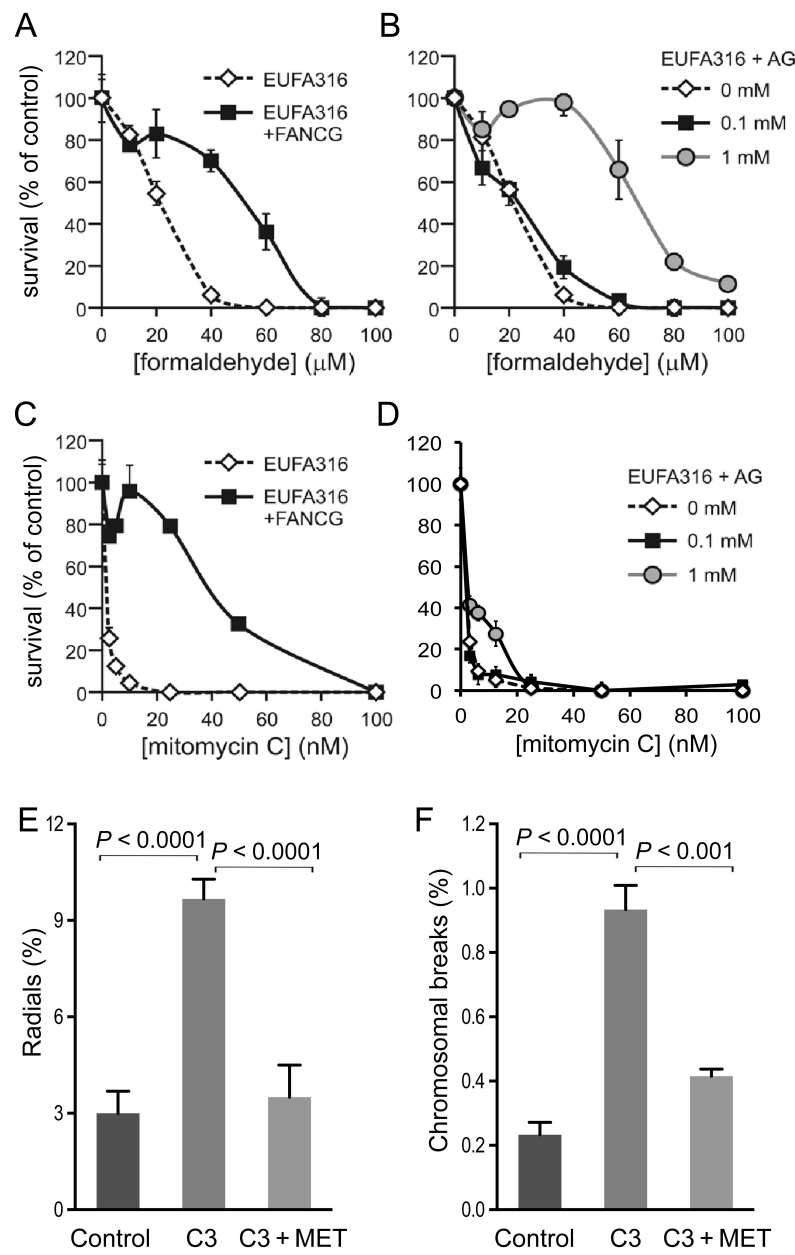 A
survival (% of control)
120
100
80
60
40
20
0
0 20 40 60 80 100
[formaldehyde] (μM)
EUFA316
EUFA316
+FANCG
B
120
100
80
60
40
20
0
0 20 40 60 80 100
[formaldehyde] (μM)
EUFA316 + AG
0 mM
0.1 mM
1 mM
C
survival (% of control)
120
100
80
60
40
20
0
0 20 40 60 80 100
[mitomycin C] (nM)
EUFA316
EUFA316
+FANCG
D
120
100
80
60
40
20
0
0 20 40 60 80 100
[mitomycin C] (nM)
EUFA316 + AG
0 mM
0.1 mM
1 mM
E
Radials (%)
12
9
6
3
0
P < 0.0001
P < 0.0001
Control C3 C3 + MET
F
Chromosomal breaks (%)
1.2
1.0
0.8
0.6
0.4
0.2
0.0
P < 0.0001
P < 0.001
Control C3 C3 + MET